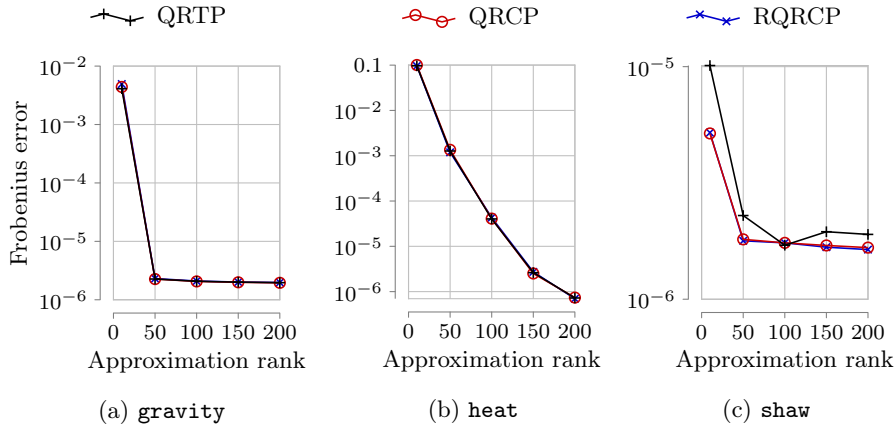 QRTP QRCP RQRCP
Frobenius error
10^{-2}
10^{-3}
10^{-4}
10^{-5}
10^{-6}
0 50 100 150 200
Approximation rank
(a) gravity
0.1
10^{-2}
10^{-3}
10^{-4}
10^{-5}
10^{-6}
0 50 100 150 200
Approximation rank
(b) heat
10^{-5}
10^{-6}
0 50 100 150 200
Approximation rank
(c) shaw